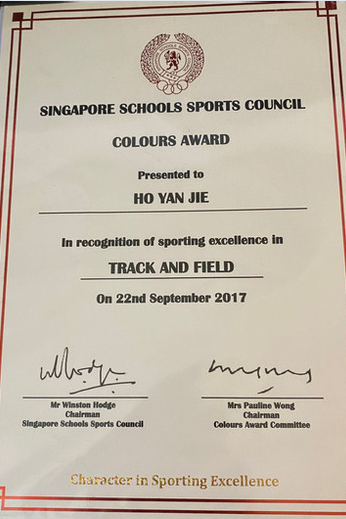 SINGAPORE SCHOOLS SPORTS COUNCIL
COLOURS AWARD
Presented to
HO YAN JIE
In recognition of sporting excellence in
TRACK AND FIELD
On 22nd September 2017
Mr Winston Hodge
Chairman
Singapore Schools Sports Council
Mrs Pauline Wong
Chairman
Colours Award Committee
Character in Sporting Excellence